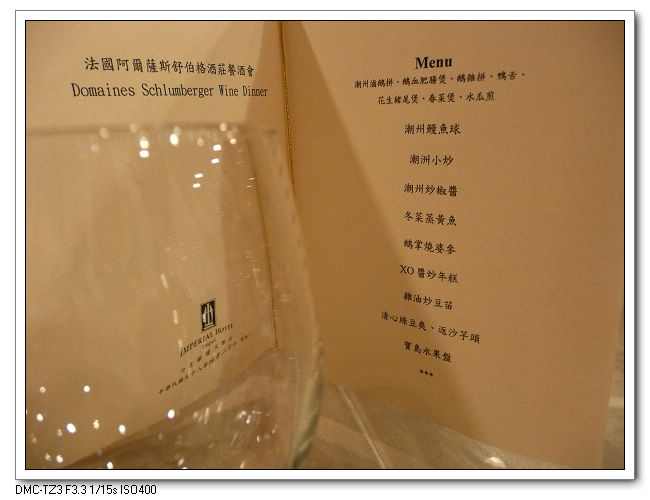 法國阿爾薩斯舒伯格酒莊餐酒會
Domaines Schlumberger Wine Dinner
IMPERIAL HOTEL
Taipei
Menu
潮州滷鵝拼、鵝血肥腸煲、鵝雜拼、鴨舌、
花生豬尾煲、春菜煲、水瓜煎
潮州鰻魚球
潮洲小炒
潮州炒椒醬
冬菜蒸黃魚
鵝掌燒婆參
XO 醬炒年糕
雞油炒豆苗
清心綠豆爽、返沙芋頭
寶島水果盤
***
DMC-TZ3 F3.3 1/15s ISO400